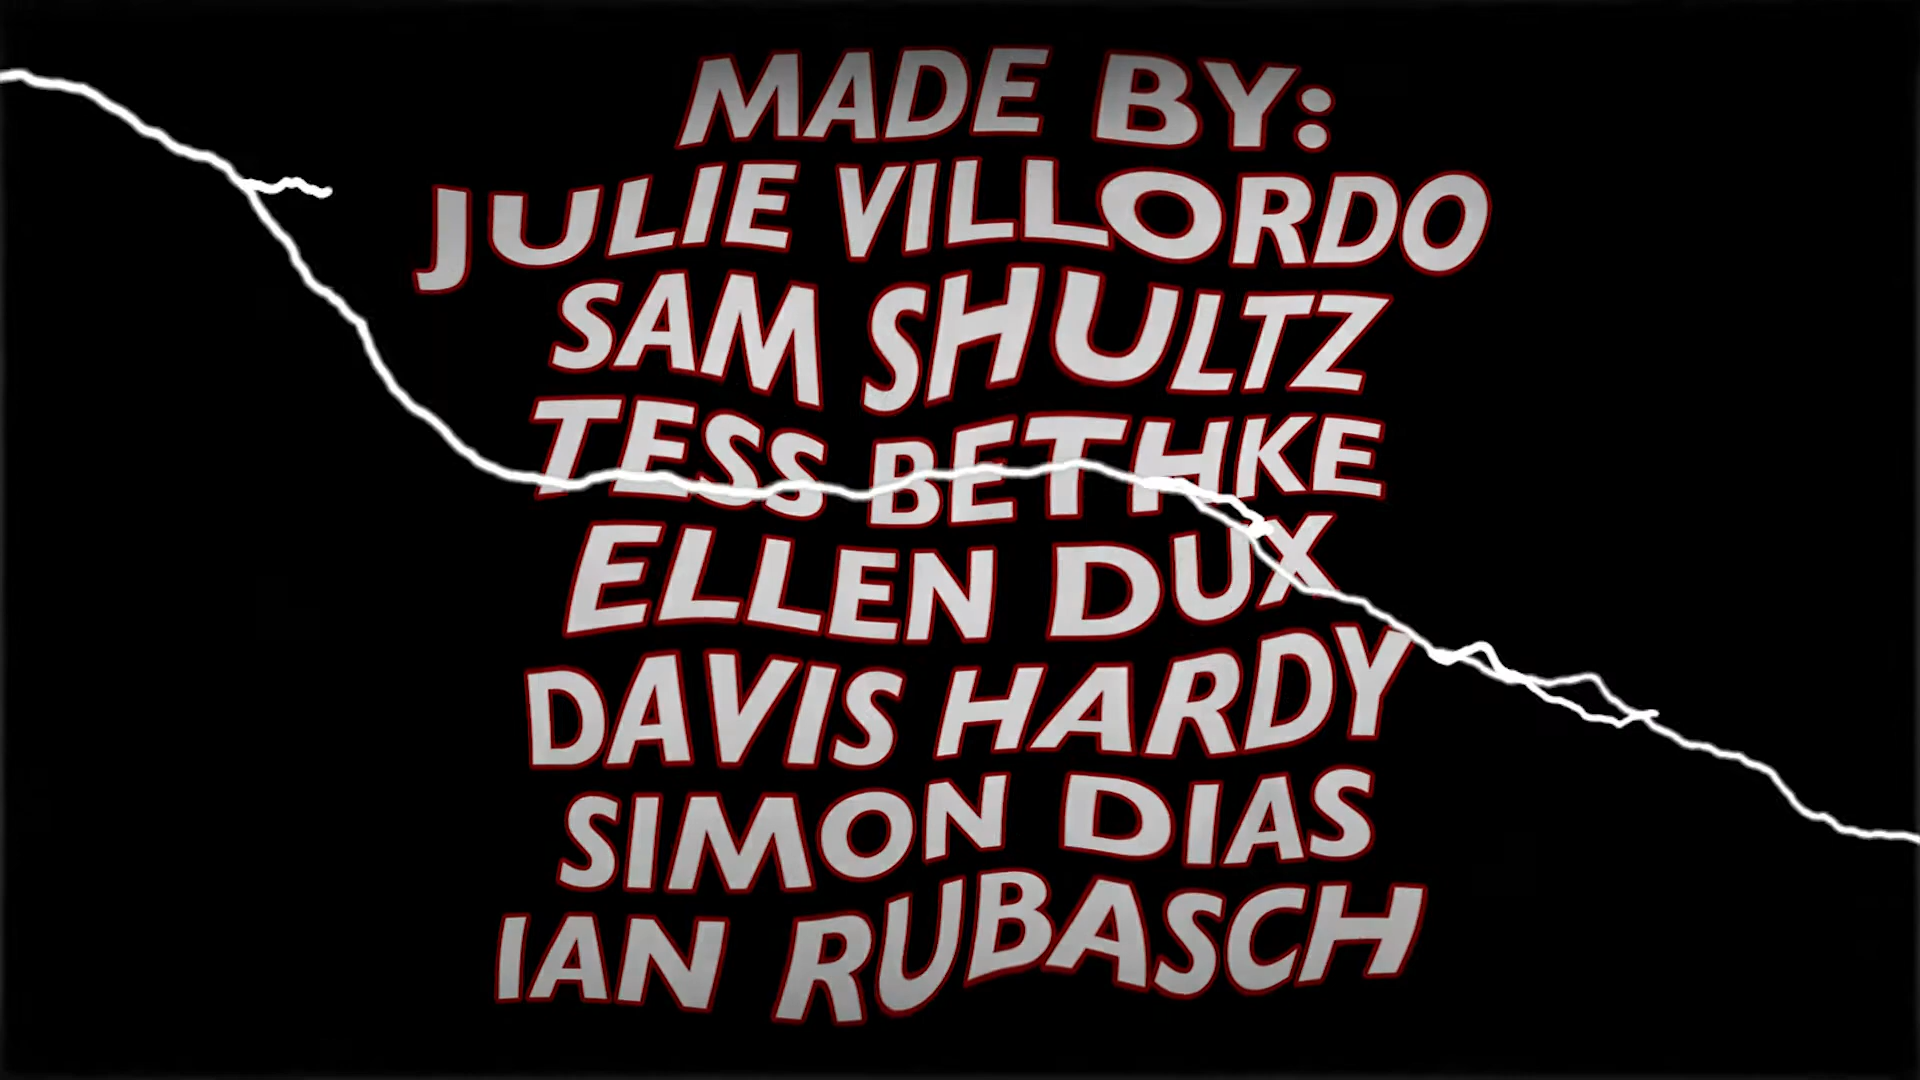 MADE BY:
JULIE VILLORDO
SAM SHULTZ
TESS BETHKE
ELLEN DUX
DAVIS HARDY
SIMON DIAS
IAN RUBASCH